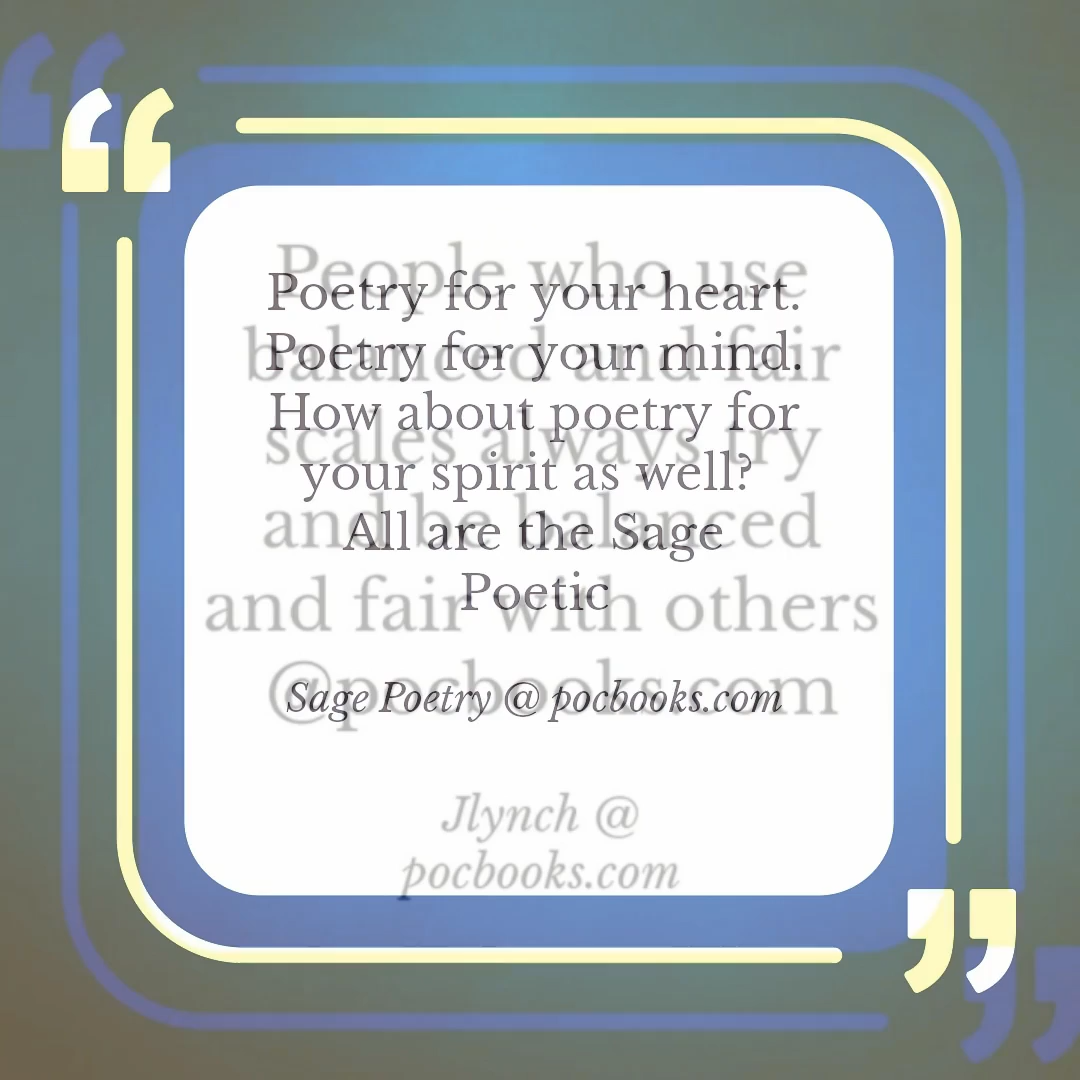 Poetry for your heart.
Poetry for your mind.
How about poetry for
your spirit as well?
All are the Sage
Poetic
Sage Poetry @ pocbooks.com
People who use
balanced and fair
scales always try
and be balanced
and fair with others
@pocbooks.com
Jlynch @
pocbooks.com